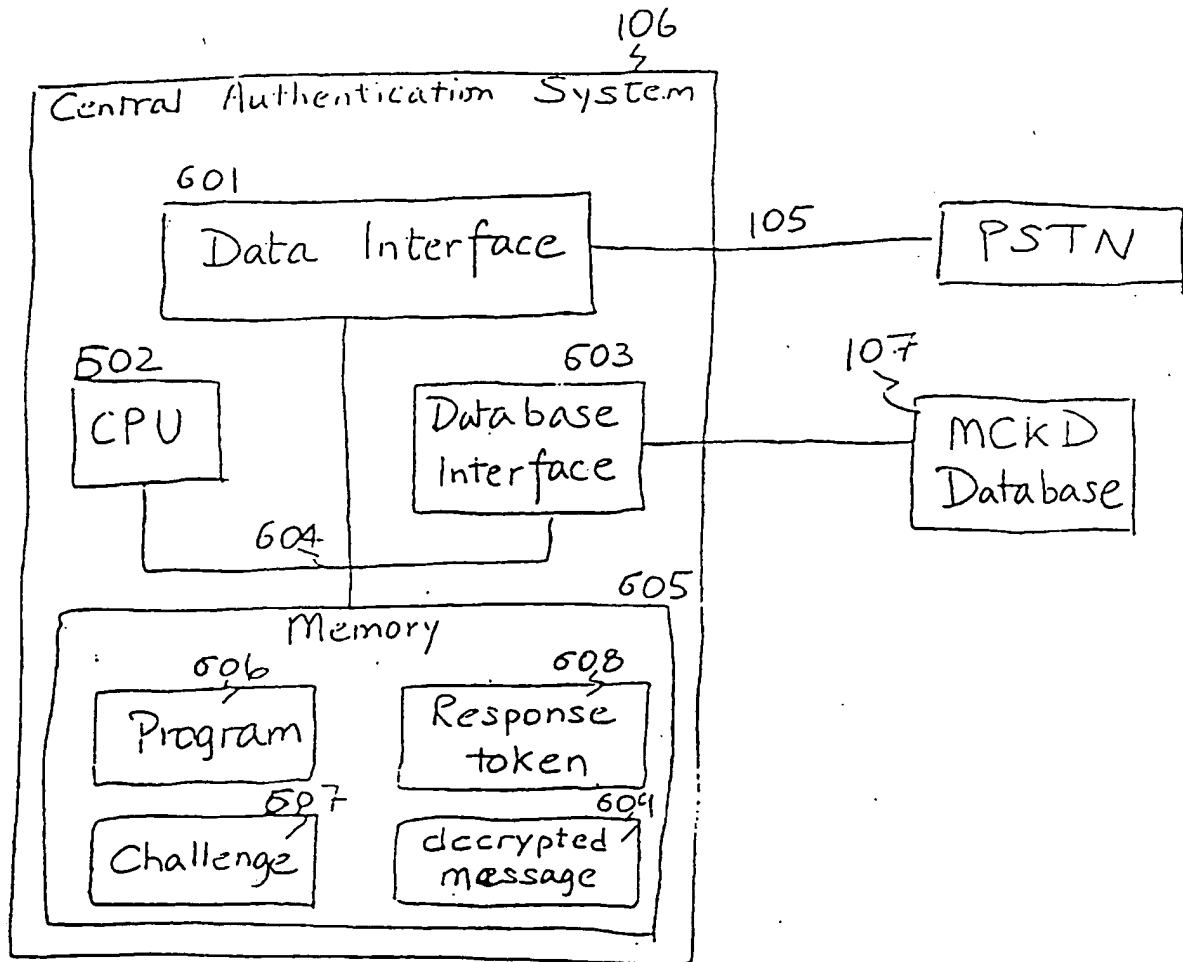 106
Central Authentication System
601
Data Interface
105
PSTN
602
CPU
603
Database
Interface
107
MCKD
Database
604
605
Memory
606
Program
608
Response
token
607
Challenge
609
decrypted
message